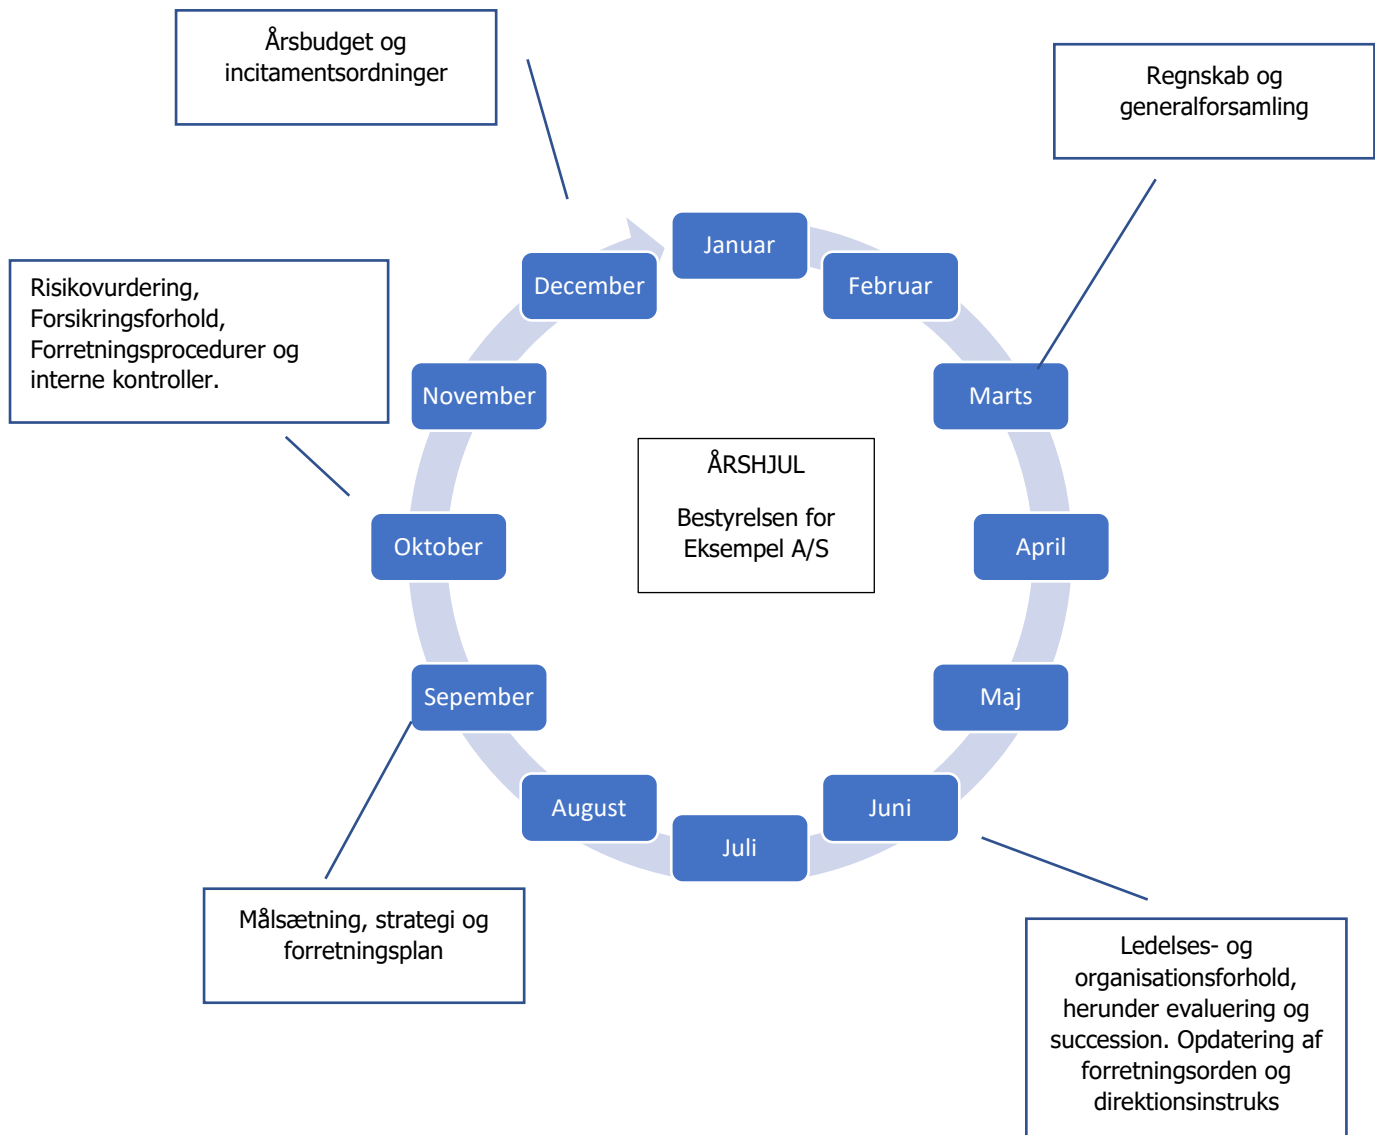 Årsbudget og
incitamentsordninger
Regnskab og
generalforsamling
Januar
Februar
Marts
April
Maj
Juni
Juli
August
Sepember
Oktober
November
December
ÅRSHJUL
Bestyrelsen for
Eksempel A/S
Risikovurdering,
Forsikringsforhold,
Forretningsprocedurer og
interne kontroller.
Målsætning, strategi og
forretningsplan
Ledelses- og
organisationsforhold,
herunder evaluering og
succession. Opdatering af
forretningsorden og
direktionsinstruks